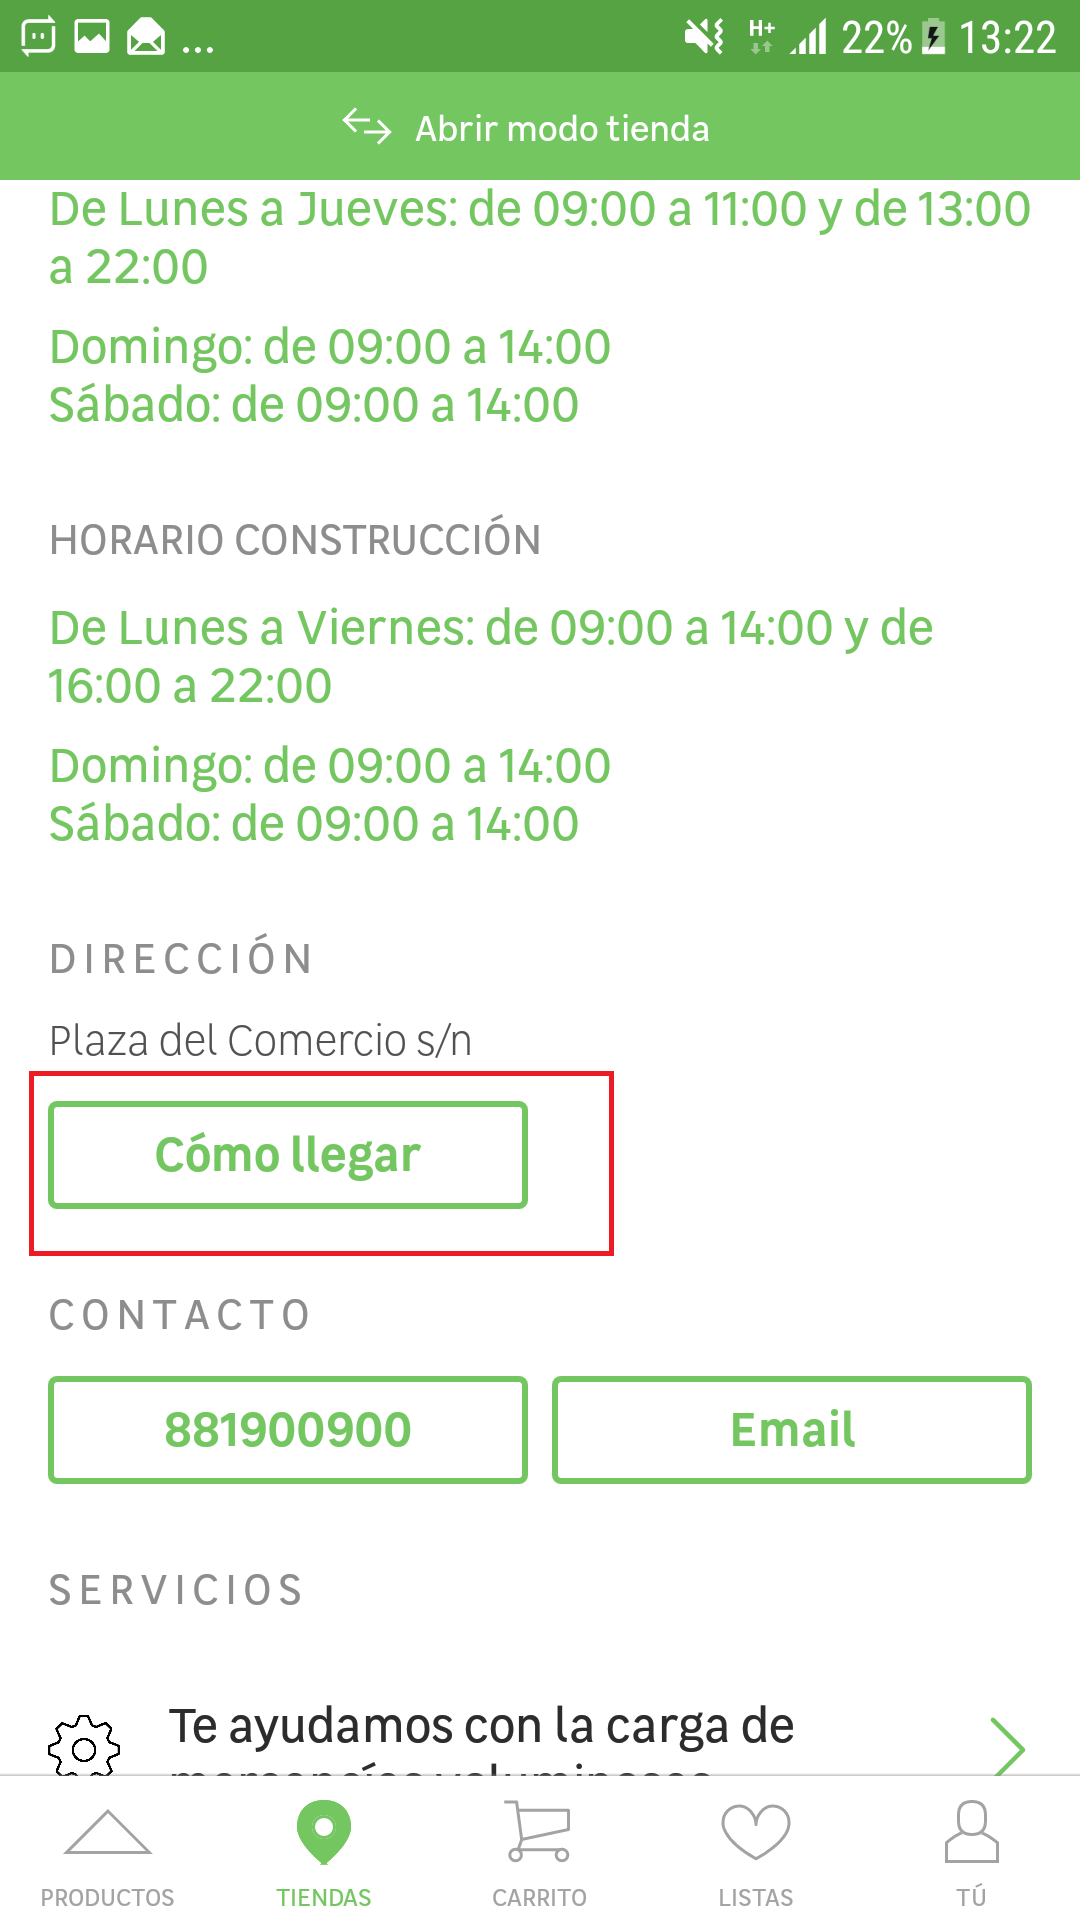 ... H+ 22% 13:22
Abrir modo tienda
De Lunes a Jueves: de 09:00 a 11:00 y de 13:00
a 22:00
Domingo: de 09:00 a 14:00
Sábado: de 09:00 a 14:00
HORARIO CONSTRUCCIÓN
De Lunes a Viernes: de 09:00 a 14:00 y de
16:00 a 22:00
Domingo: de 09:00 a 14:00
Sábado: de 09:00 a 14:00
DIRECCIÓN
Plaza del Comercio s/n
Cómo llegar
CONTACTO
881900900 Email
SERVICIOS
Te ayudamos con la carga de
PRODUCTOS TIENDAS CARRITO LISTAS TÚ